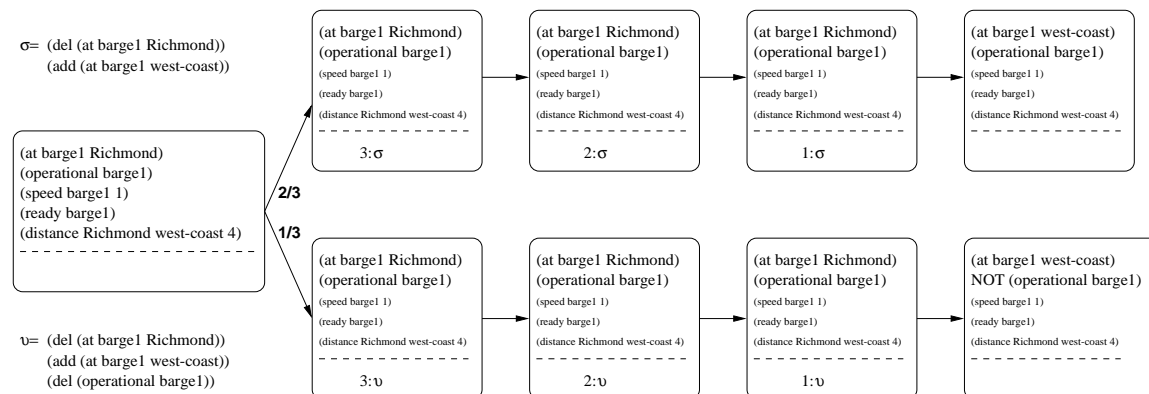 σ= (del (at barge1 Richmond))
(add (at barge1 west-coast))
(at barge1 Richmond)
(operational barge1)
(speed barge1 1)
(ready barge1)
(distance Richmond west-coast 4)
2/3
1/3
υ= (del (at barge1 Richmond))
(add (at barge1 west-coast))
(del (operational barge1))
(at barge1 Richmond)
(operational barge1)
(speed barge1 1)
(ready barge1)
(distance Richmond west-coast 4)
3:σ
(at barge1 Richmond)
(operational barge1)
(speed barge1 1)
(ready barge1)
(distance Richmond west-coast 4)
2:σ
(at barge1 Richmond)
(operational barge1)
(speed barge1 1)
(ready barge1)
(distance Richmond west-coast 4)
1:σ
(at barge1 west-coast)
(operational barge1)
(speed barge1 1)
(ready barge1)
(distance Richmond west-coast 4)
(at barge1 Richmond)
(operational barge1)
(speed barge1 1)
(ready barge1)
(distance Richmond west-coast 4)
3:υ
(at barge1 Richmond)
(operational barge1)
(speed barge1 1)
(ready barge1)
(distance Richmond west-coast 4)
2:υ
(at barge1 Richmond)
(operational barge1)
(speed barge1 1)
(ready barge1)
(distance Richmond west-coast 4)
1:υ
(at barge1 west-coast)
NOT (operational barge1)
(speed barge1 1)
(ready barge1)
(distance Richmond west-coast 4)